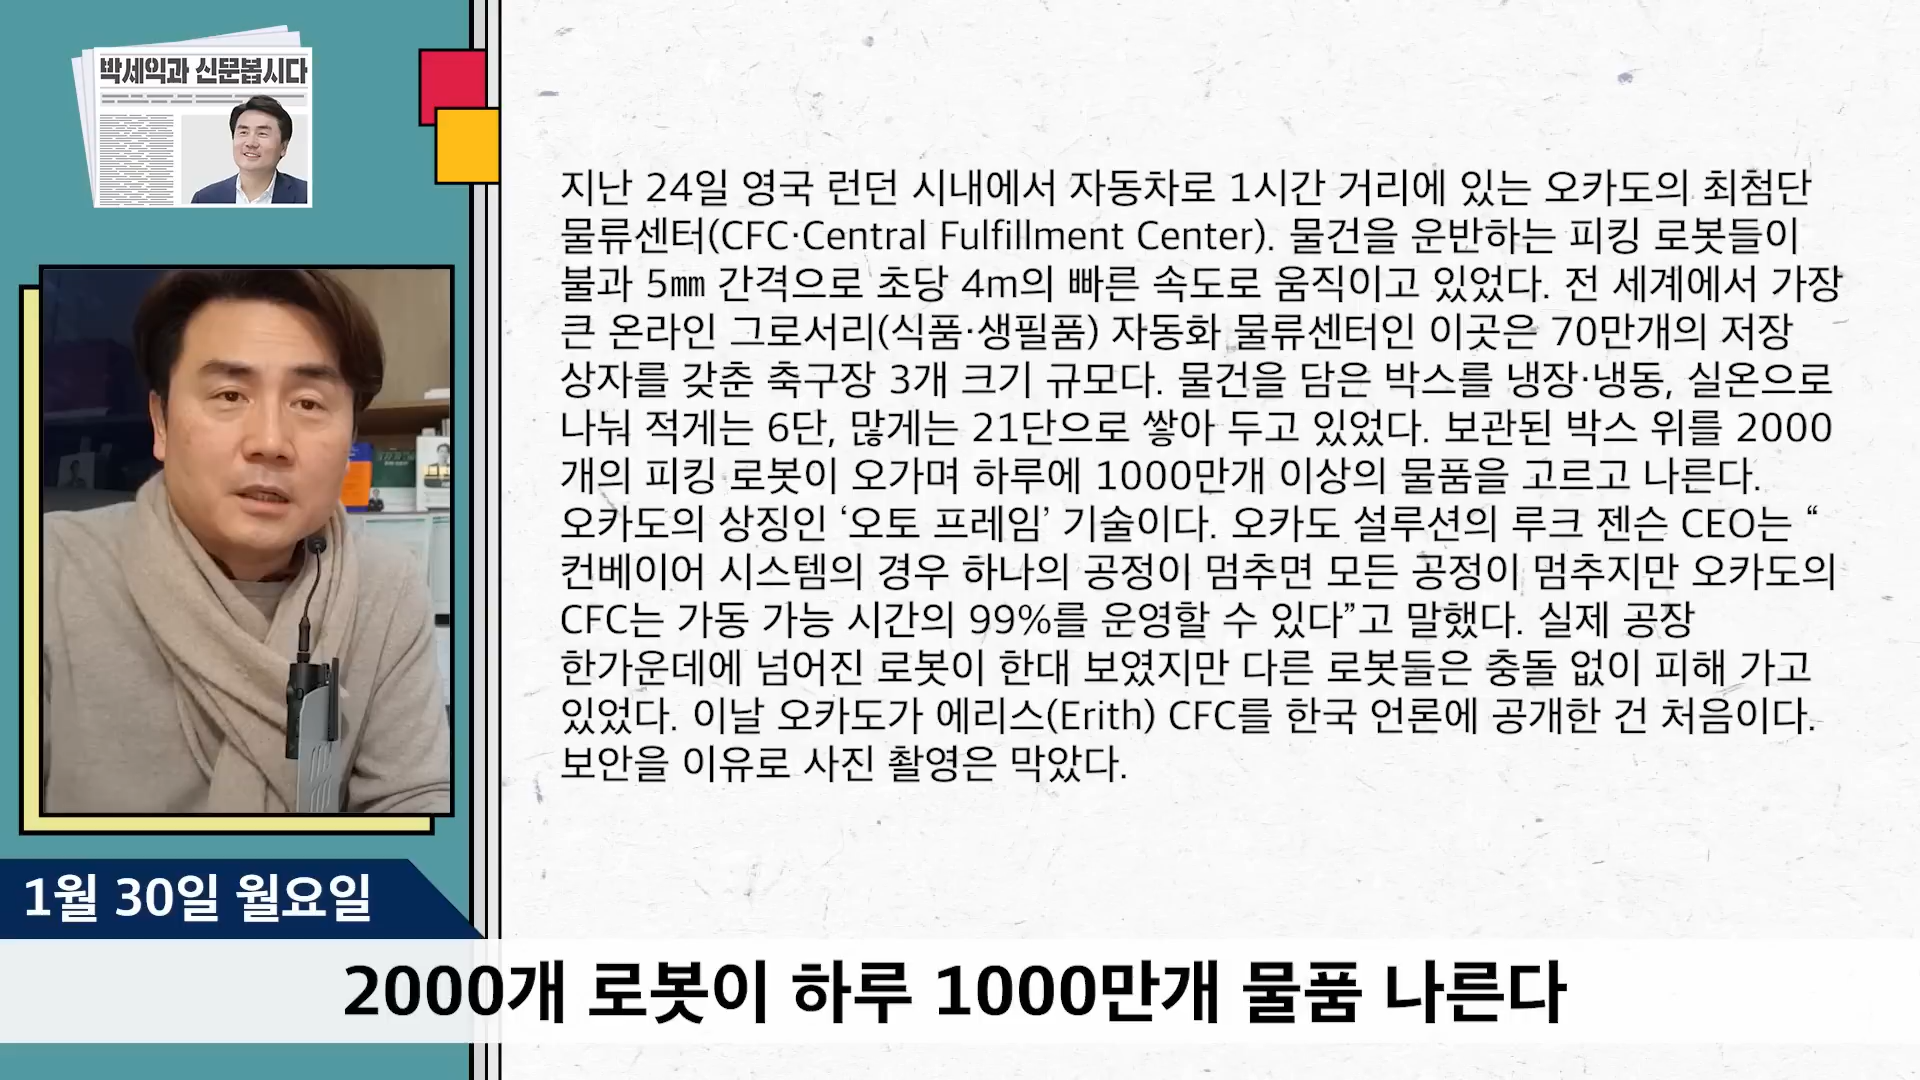 박세익과 신문봅시다
지난 24일 영국 런던 시내에서 자동차로 1시간 거리에 있는 오카도의 최첨단
물류센터(CFC·Central Fulfillment Center). 물건을 운반하는 피킹 로봇들이
불과 5㎜ 간격으로 초당 4m의 빠른 속도로 움직이고 있었다. 전 세계에서 가장
큰 온라인 그로서리(식품·생필품) 자동화 물류센터인 이곳은 70만개의 저장
상자를 갖춘 축구장 3개 크기 규모다. 물건을 담은 박스를 냉장·냉동, 실온으로
나눠 적게는 6단, 많게는 21단으로 쌓아 두고 있었다. 보관된 박스 위를 2000
개의 피킹 로봇이 오가며 하루에 1000만개 이상의 물품을 고르고 나른다.
오카도의 상징인 ‘오토 프레임’ 기술이다. 오카도 설루션의 루크 젠슨 CEO는 “
컨베이어 시스템의 경우 하나의 공정이 멈추면 모든 공정이 멈추지만 오카도의
CFC는 가동 가능 시간의 99%를 운영할 수 있다”고 말했다. 실제 공장
한가운데에 넘어진 로봇이 한대 보였지만 다른 로봇들은 충돌 없이 피해 가고
있었다. 이날 오카도가 에리스(Erith) CFC를 한국 언론에 공개한 건 처음이다.
보안을 이유로 사진 촬영은 막았다.
1월 30일 월요일
2000개 로봇이 하루 1000만개 물품 나른다